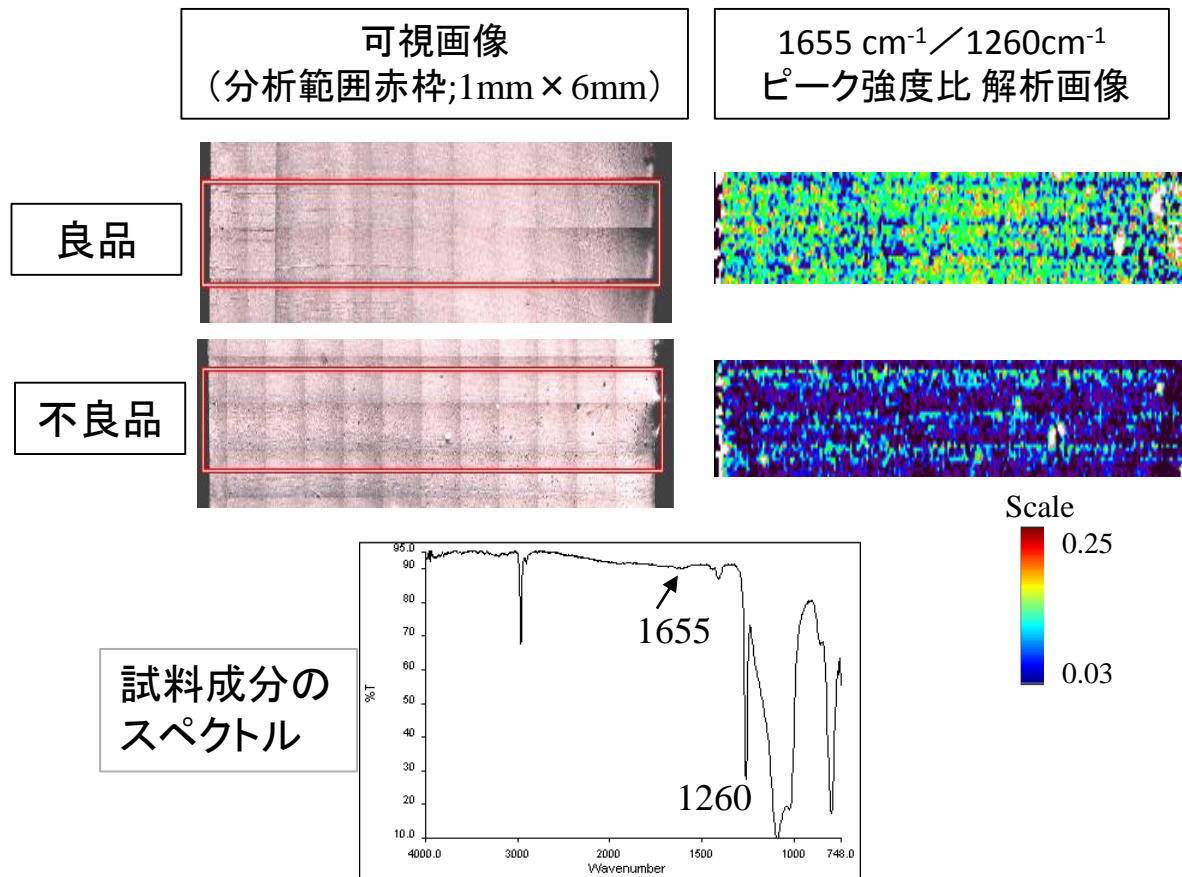 可視画像
(分析範囲赤枠;1mm×6mm)
1655 cm-1/1260cm-1
ピーク強度比 解析画像
良品
不良品
Scale
0.25
0.03
試料成分の
スペクトル
95.0
90
80
70
60
50
40
30
20
10.0
%T
1655
1260
4000.0 3000 2000 1500 1000 748.0
Wavenumber